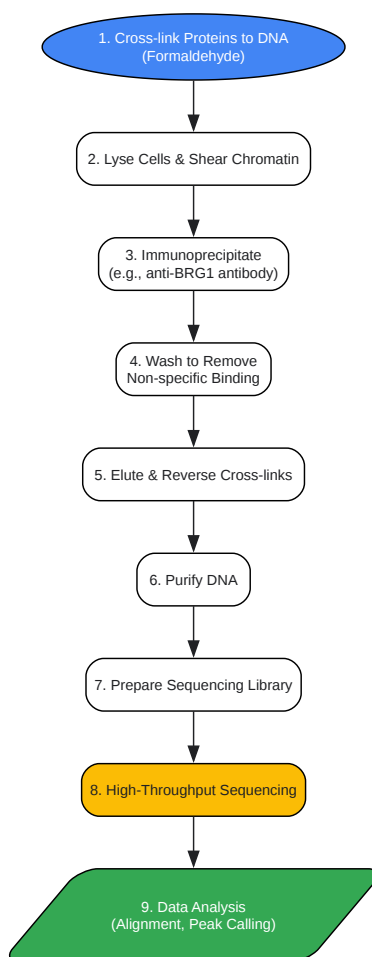 1. Cross-link Proteins to DNA
(Formaldehyde)
2. Lyse Cells & Shear Chromatin
3. Immunoprecipitate
(e.g., anti-BRG1 antibody)
4. Wash to Remove
Non-specific Binding
5. Elute & Reverse Cross-links
6. Purify DNA
7. Prepare Sequencing Library
8. High-Throughput Sequencing
9. Data Analysis
(Alignment, Peak Calling)